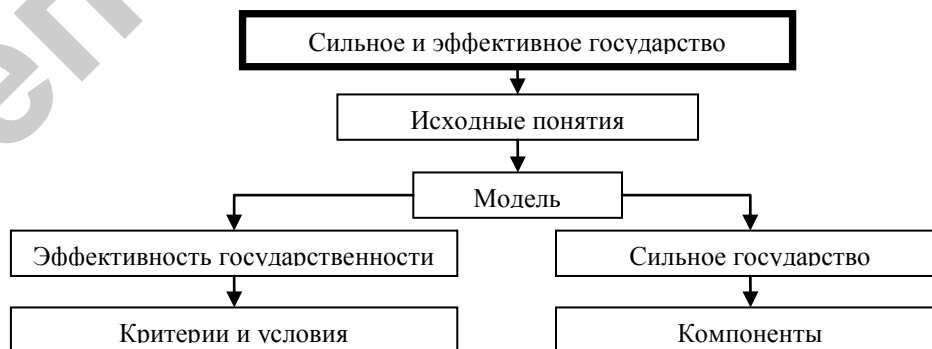 Сильное и эффективное государство
Исходные понятия
Модель
Эффективность государственности
Сильное государство
Критерии и условия
Компоненты